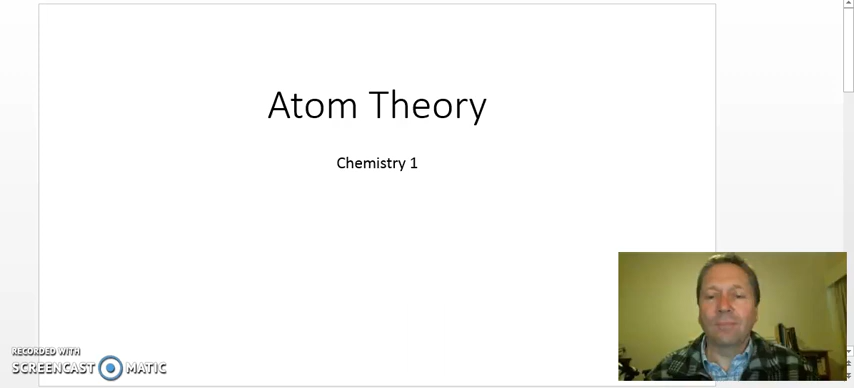 Atom Theory
Chemistry 1
RECORDED WITH
SCREENCAST MATIC